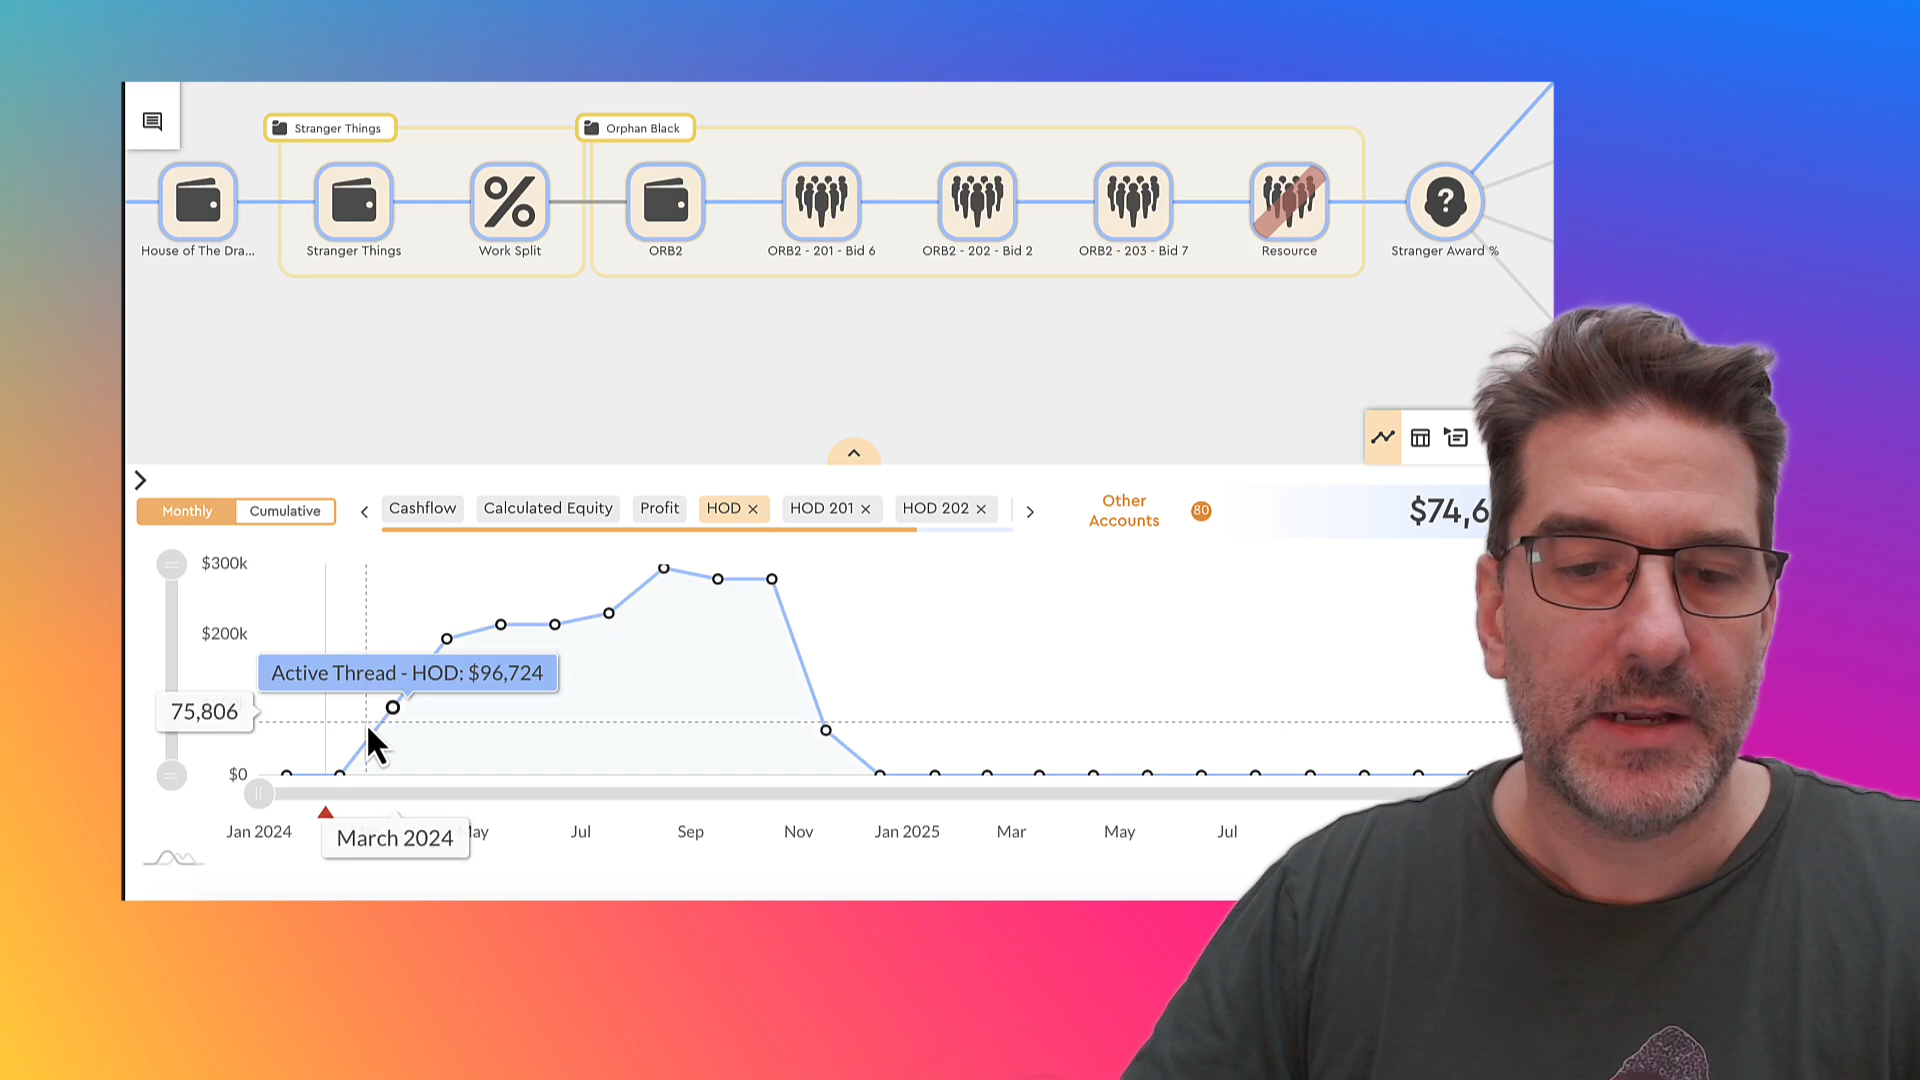 Stranger Things
Orphan Black
House of The Dra...
Stranger Things
Work Split
ORB2
ORB2 - 201 - Bid 6
ORB2 - 202 - Bid 2
ORB2 - 203 - Bid 7
Resource
Stranger Award %
Monthly
Cumulative
Cashflow
Calculated Equity
Profit
HOD
HOD 201
HOD 202
Other
Accounts
80
$74,6
$300k
$200k
Active Thread - HOD: $96,724
75,806
$0
Jan 2024
March 2024
Jul
Sep
Nov
Jan 2025
Mar
May
Jul